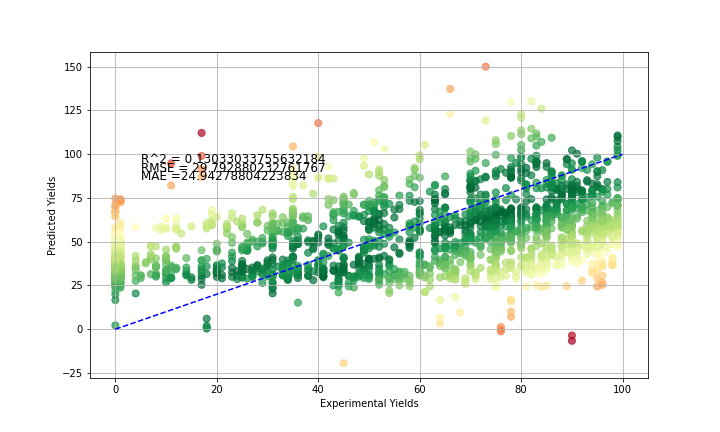 150
125
100
75
50
25
0
−25
Predicted Yields
R^2 = 0.13033033755632184
RMSE = 29.792880232761767
MAE =24.84278804223834
0 20 40 60 80 100
Experimental Yields